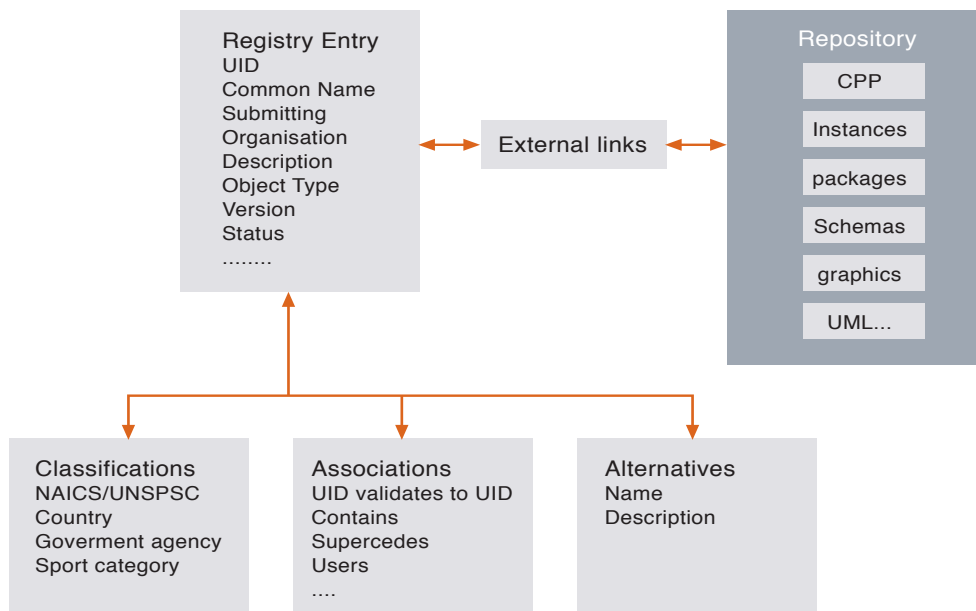 Registry Entry
UID
Common Name
Submitting
Organisation
Description
Object Type
Version
Status
........
External links
Repository
CPP
Instances
packages
Schemas
graphics
UML...
Classifications
NAICS/UNSPSC
Country
Goverment agency
Sport category
Associations
UID validates to UID
Contains
Supercedes
Users
....
Alternatives
Name
Description